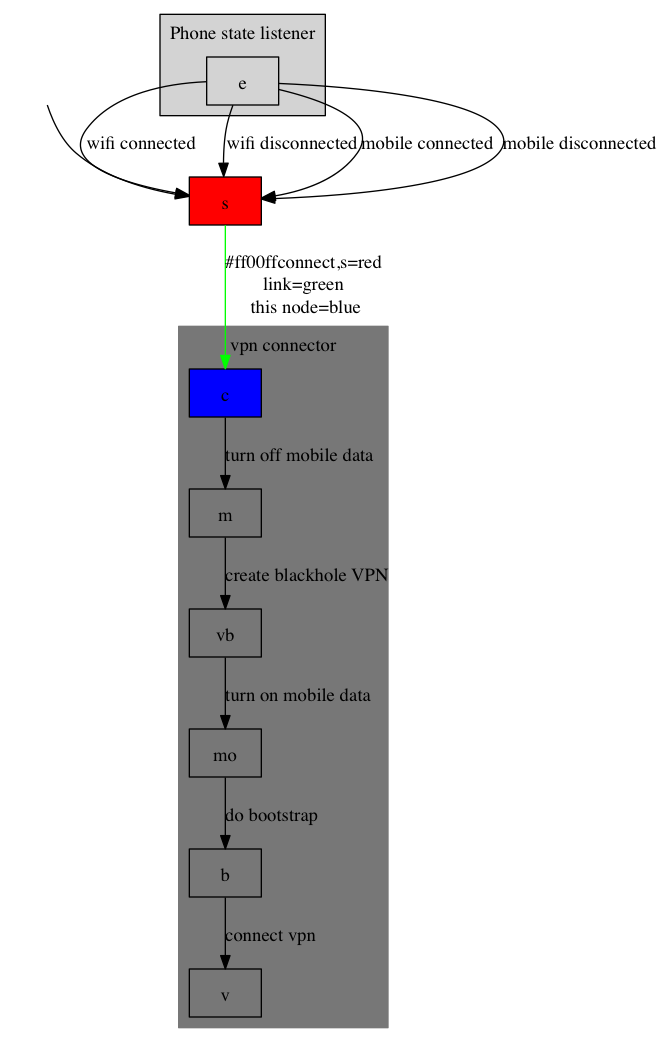 Phone state listener
e
wifi connected
wifi disconnected
mobile connected
mobile disconnected
s
#ff00ffconnect,s=red
link=green
this node=blue
vpn connector
c
turn off mobile data
m
create blackhole VPN
vb
turn on mobile data
mo
do bootstrap
b
connect vpn
v